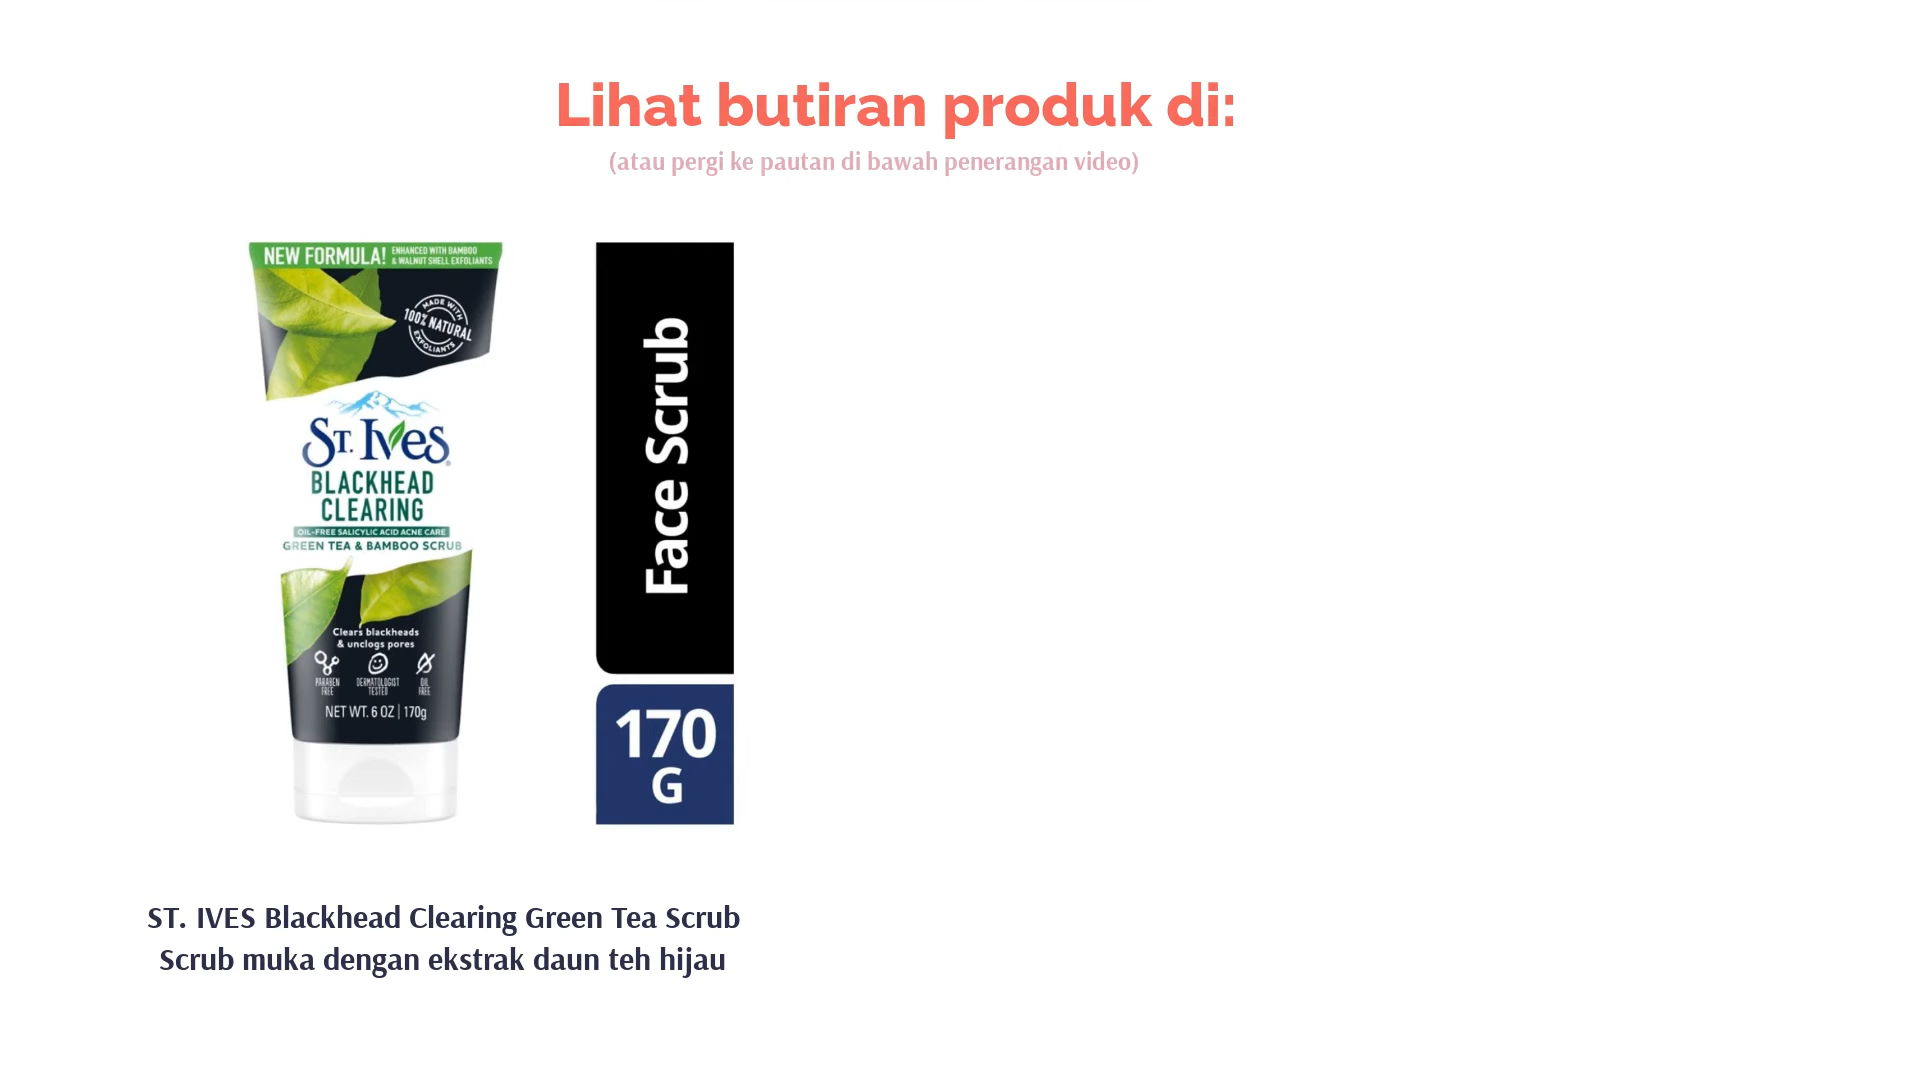 Lihat butiran produk di:
(atau pergi ke pautan di bawah penerangan video)
NEW FORMULA!
ENHANCED WITH BAMBOO
& WALNUT SHELL EXFOLIANTS
MADE WITH
100% NATURAL
EXFOLIANTS
ST. IVES
BLACKHEAD
CLEARING
OIL-FREE SALICYLIC ACID ACNE CARE
GREEN TEA & BAMBOO SCRUB
Clears blackheads
& unclogs pores
PARABEN
FREE
DERMATOLOGIST
TESTED
OIL
FREE
NET WT. 6 OZ | 170g
Face Scrub
170
G
ST. IVES Blackhead Clearing Green Tea Scrub
Scrub muka dengan ekstrak daun teh hijau